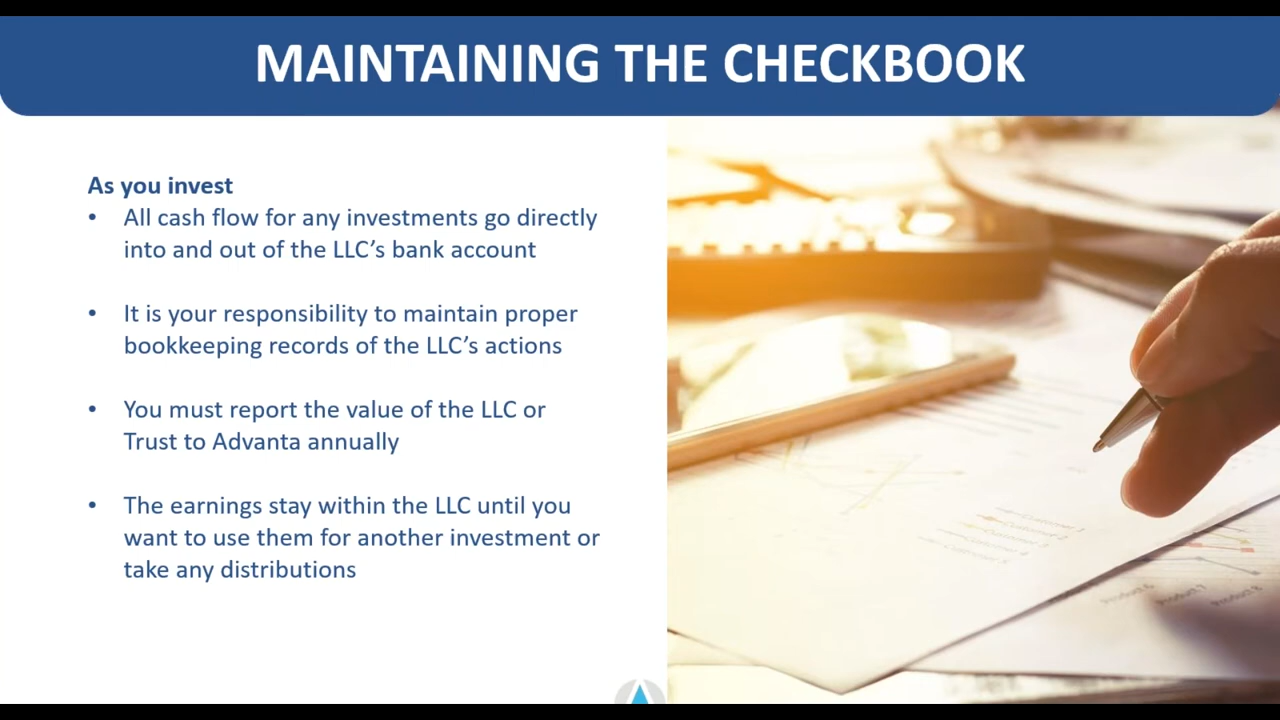 MAINTAINING THE CHECKBOOK
As you invest
• All cash flow for any investments go directly
into and out of the LLC’s bank account
• It is your responsibility to maintain proper
bookkeeping records of the LLC’s actions
• You must report the value of the LLC or
Trust to Advanta annually
• The earnings stay within the LLC until you
want to use them for another investment or
take any distributions